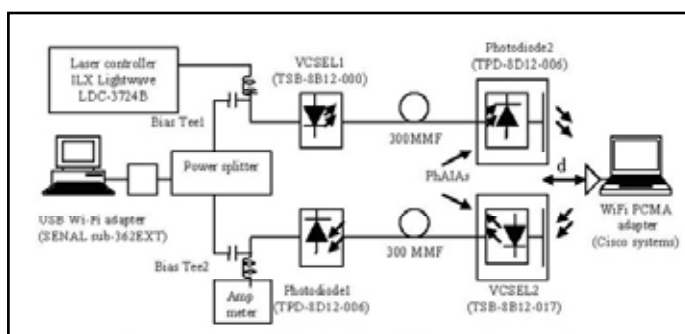 Laser controller
ILX Lightwave
LDC-3724B
VCSEL1
(TSB-8B12-000)
Photodiode2
(TPD-8D12-006)
Bias Tee1
300MMF
Power splitter
PhAIAs
d
USB Wi-Fi adapter
(SENAL sub-362EXT)
WiFi PCMA
adapter
(Cisco systems)
Bias Tee2
300 MMF
Amp
meter
Photodiode1
(TPD-8D12-006)
VCSEL2
(TSB-8B12-017)